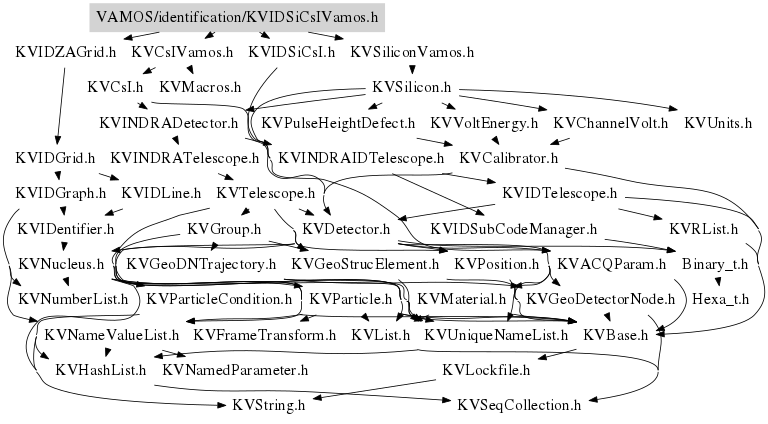 VAMOS/identification/KVIDSiCsIVamos.h
KVIDZAGrid.h KVCsIVamos.h KVIDSiCsI.h KVSiliconVamos.h
KVCsI.h KVMacros.h KVSilicon.h
KVINDRADetector.h KVPulseHeightDefect.h KVVoltEnergy.h KVChannelVolt.h KVUnits.h
KVIDGrid.h KVINDRATelescope.h KVINDRAIDTelescope.h KVCalibrator.h
KVIDGraph.h KVIDLine.h KVTelescope.h KVIDTelescope.h
KVIDentifier.h KVGroup.h KVDetector.h KVIDSubCodeManager.h KVRList.h
KVNucleus.h KVGeoDNTrajectory.h KVGeoStrucElement.h KVPosition.h KVACQParam.h Binary_t.h
KVNumberList.h KVParticleCondition.h KVParticle.h KVMaterial.h KVGeoDetectorNode.h Hexa_t.h
KVNameValueList.h KVFrameTransform.h KVList.h KVUniqueNameList.h KVBase.h
KVHashList.h KVNamedParameter.h KVLockfile.h
KVString.h KVSeqCollection.h